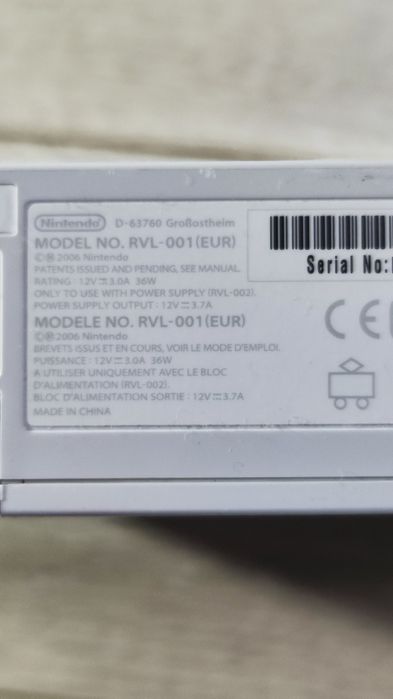 Nintendo D-63760 Großostheim
MODEL NO. RVL-001(EUR)
©Ⓜ2006 Nintendo
PATENTS ISSUED AND PENDING, SEE MANUAL.
RATING : 12V⎓3.0A 36W
ONLY TO USE WITH POWER SUPPLY (RVL-002).
POWER SUPPLY OUTPUT : 12V⎓3.7A
MODELE NO. RVL-001(EUR)
©Ⓜ2006 Nintendo
BREVETS ISSUS ET EN COURS, VOIR LE MODE D'EMPLOI.
PUISSANCE : 12V⎓3.0A 36W
A UTILISER UNIQUEMENT AVEC LE BLOC
D'ALIMENTATION (RVL-002).
BLOC D'ALIMENTATION SORTIE : 12V⎓3.7A
MADE IN CHINA
Serial No:
CE